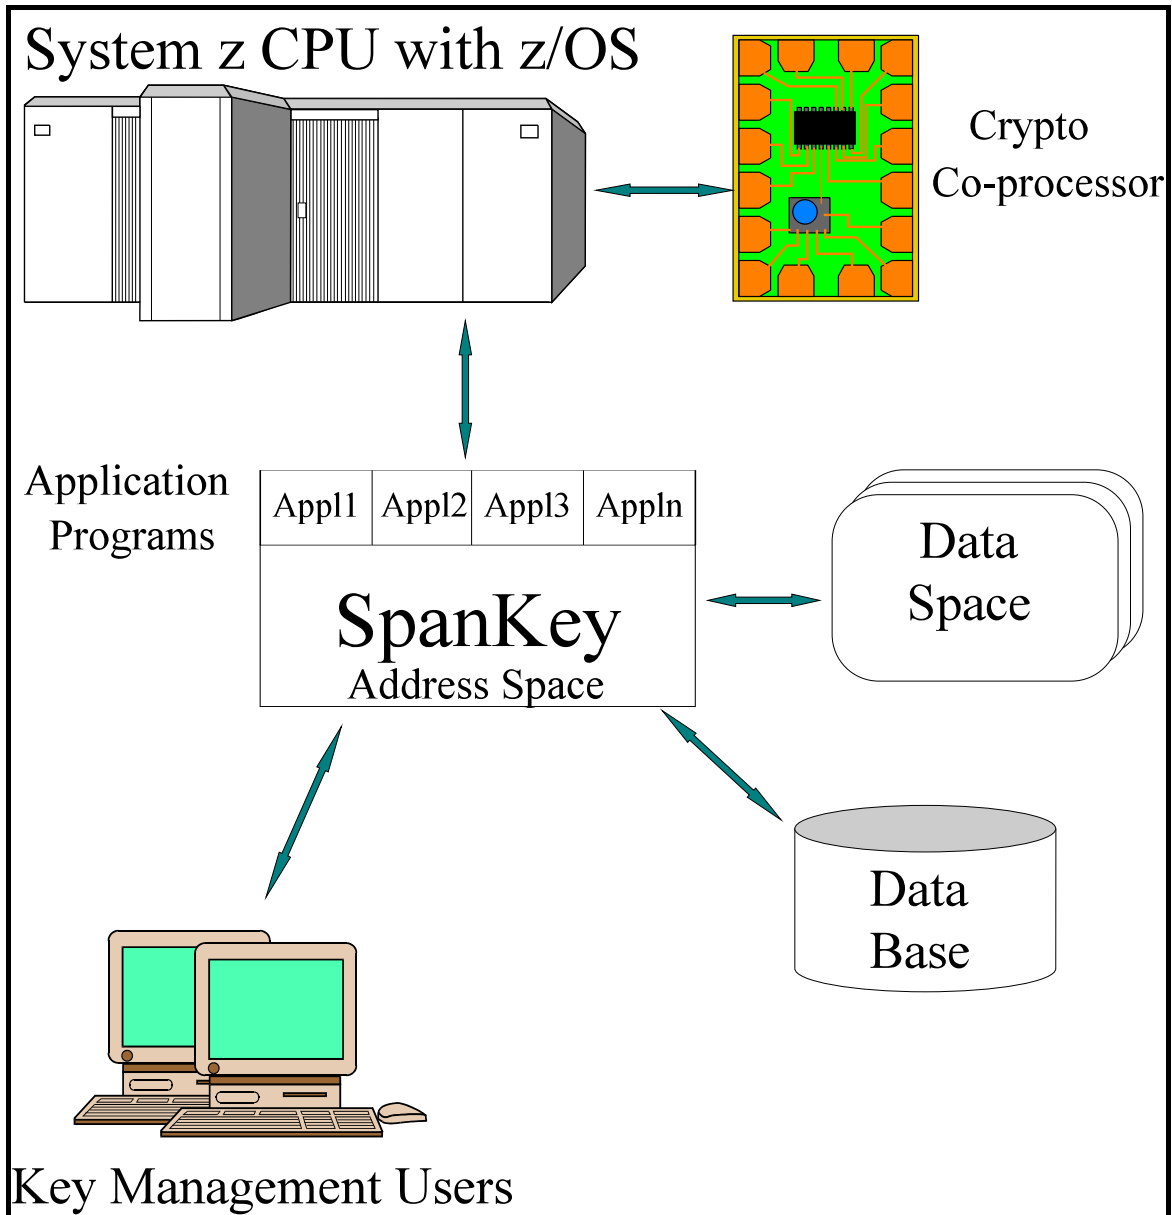 System z CPU with z/OS
Crypto
Co-processor
Application
Programs
Appl1 Appl2 Appl3 Appln
SpanKey
Address Space
Data
Space
Data
Base
Key Management Users